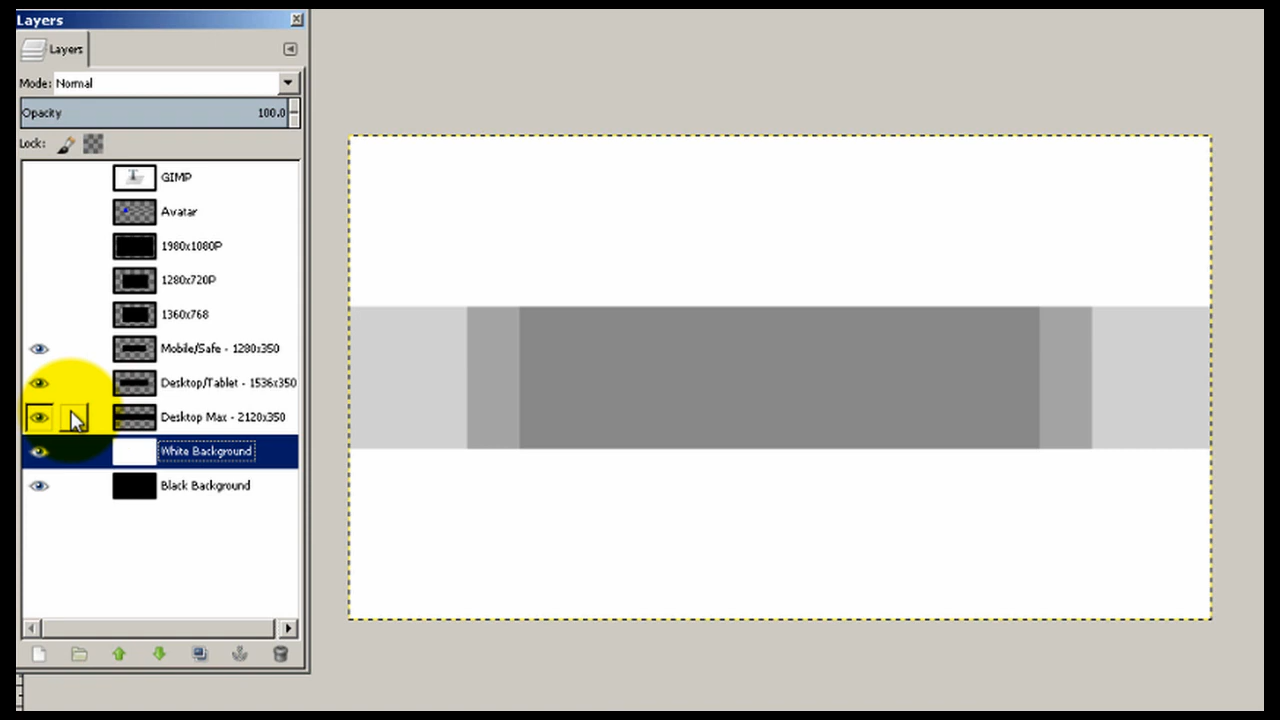 Layers
Layers
Mode: Normal
Opacity 100.0
Lock:
GIMP
Avatar
1980x1080P
1280x720P
1360x768
Mobile/Safe - 1280x350
Desktop/Tablet - 1536x350
Desktop Max - 2120x350
White Background
Black Background